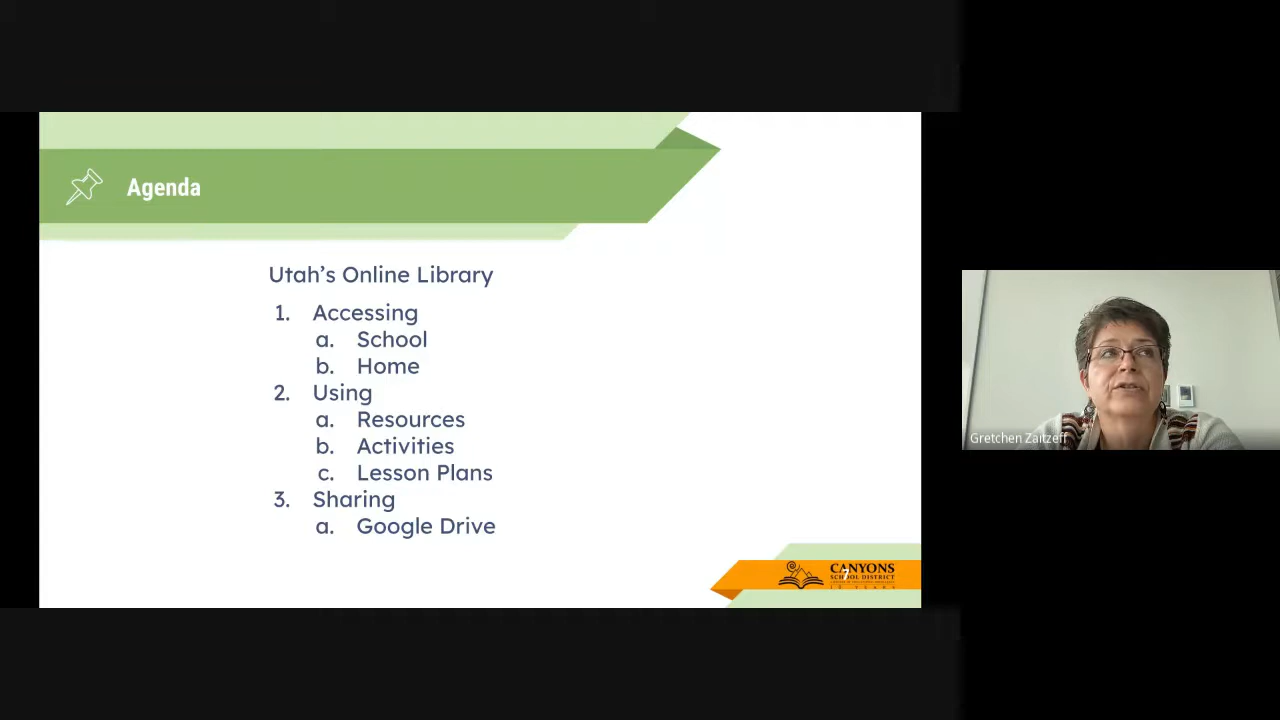 Agenda
Utah's Online Library
1. Accessing
a. School
b. Home
2. Using
a. Resources
b. Activities
c. Lesson Plans
3. Sharing
a. Google Drive
CANYONS
SCHOOL DISTRICT
7
Gretchen Zaitzeff